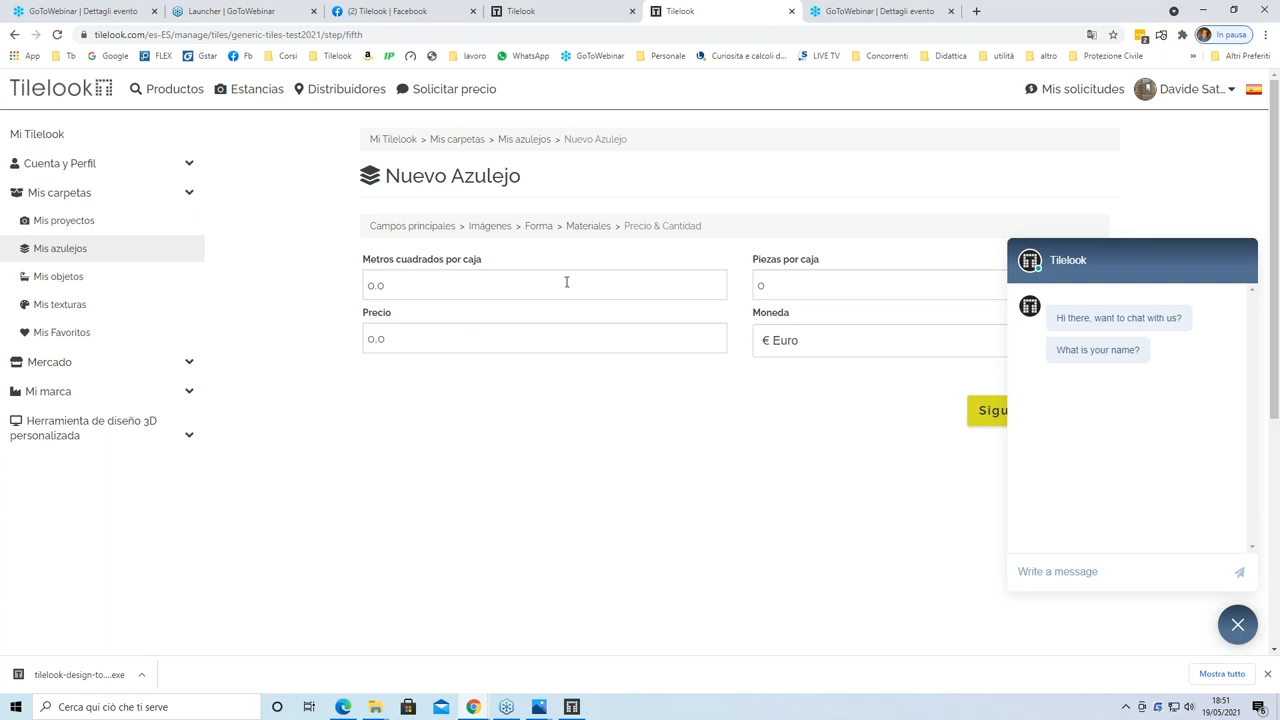 GoToWebinar | Dettagli evento
Launcher | GoToWebinar
(2) Tilelook | Facebook
Tilelook
Tilelook
GoToWebinar | Dettagli evento
tilelook.com/es-ES/manage/tiles/generic-tiles-test2021/step/fifth
2
In pausa
App
Tb
Google
FLEX
Gstar
Fb
Corsi
Tilelook
IP
lavoro
WhatsApp
GoToWebinar
Personale
Curiosita e calcoli d...
LIVE TV
Concorrenti
Didattica
utilità
altro
Protezione Civile
»
Altri Preferiti
Tilelook
Productos
Estancias
Distribuidores
Solicitar precio
Mis solicitudes
Davide Sat...
Mi Tilelook
Cuenta y Perfil
Mis carpetas
Mis proyectos
Mis azulejos
Mis objetos
Mis texturas
Mis Favoritos
Mercado
Mi marca
Herramienta de diseño 3D
personalizada
Mi Tilelook > Mis carpetas > Mis azulejos > Nuevo Azulejo
Nuevo Azulejo
Campos principales > Imágenes > Forma > Materiales > Precio & Cantidad
Metros cuadrados por caja
0.0
Piezas por caja
0
Precio
0,0
Moneda
€ Euro
Sigu
Tilelook
Hi there, want to chat with us?
What is your name?
Write a message
tilelook-design-to....exe
Mostra tutto
Cerca qui ciò che ti serve
18:51
19/05/2021
6